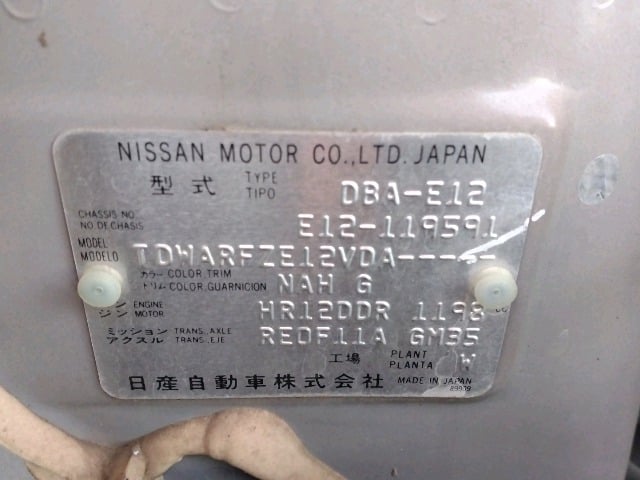 NISSAN MOTOR CO., LTD. JAPAN
型式 TYPE TIPO DBA-E12
CHASSIS NO. NO. DE CHASIS E12-119591
MODEL MODELO TDWARFZE12VDA-----
カラー COLOR, TRIM
トリム COLOR, GUARNICION NAH G
ン ENGINE
ジン MOTOR HR12DDR 1198 cc
ミッション TRANS. AXLE
アクスル TRANS. EJE RE0F11A GM35
工場 PLANT PLANTA W
日産自動車株式会社 MADE IN JAPAN